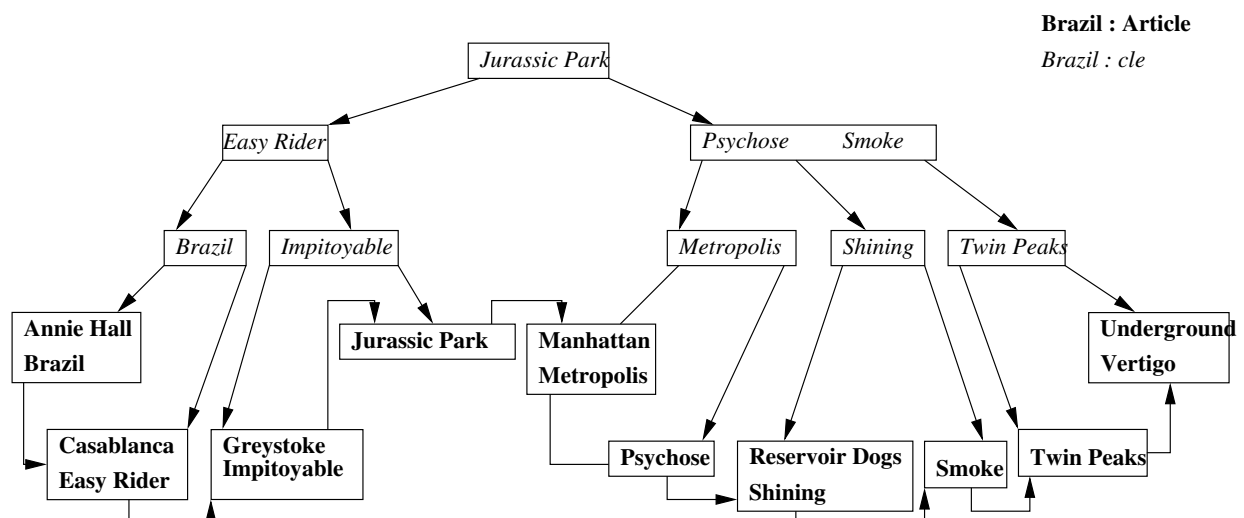 Brazil : Article
Brazil : cle
Jurassic Park
Easy Rider
Psychose Smoke
Brazil
Impitoyable
Metropolis
Shining
Twin Peaks
Annie Hall
Brazil
Jurassic Park
Manhattan
Metropolis
Underground
Vertigo
Casablanca
Easy Rider
Greystoke
Impitoyable
Psychose
Reservoir Dogs
Shining
Smoke
Twin Peaks